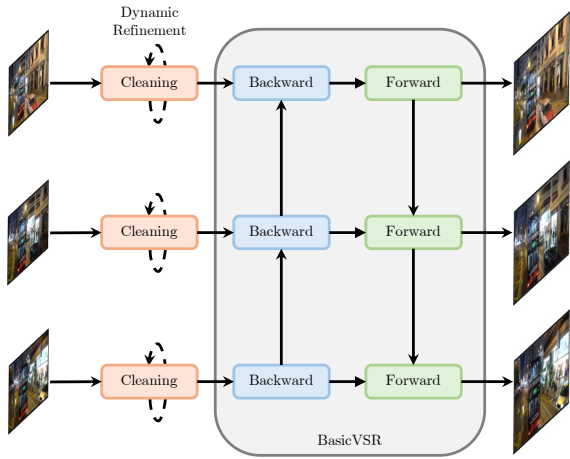 Dynamic
Refinement
Cleaning
Backward
Forward
Cleaning
Backward
Forward
Cleaning
Backward
Forward
BasicVSR